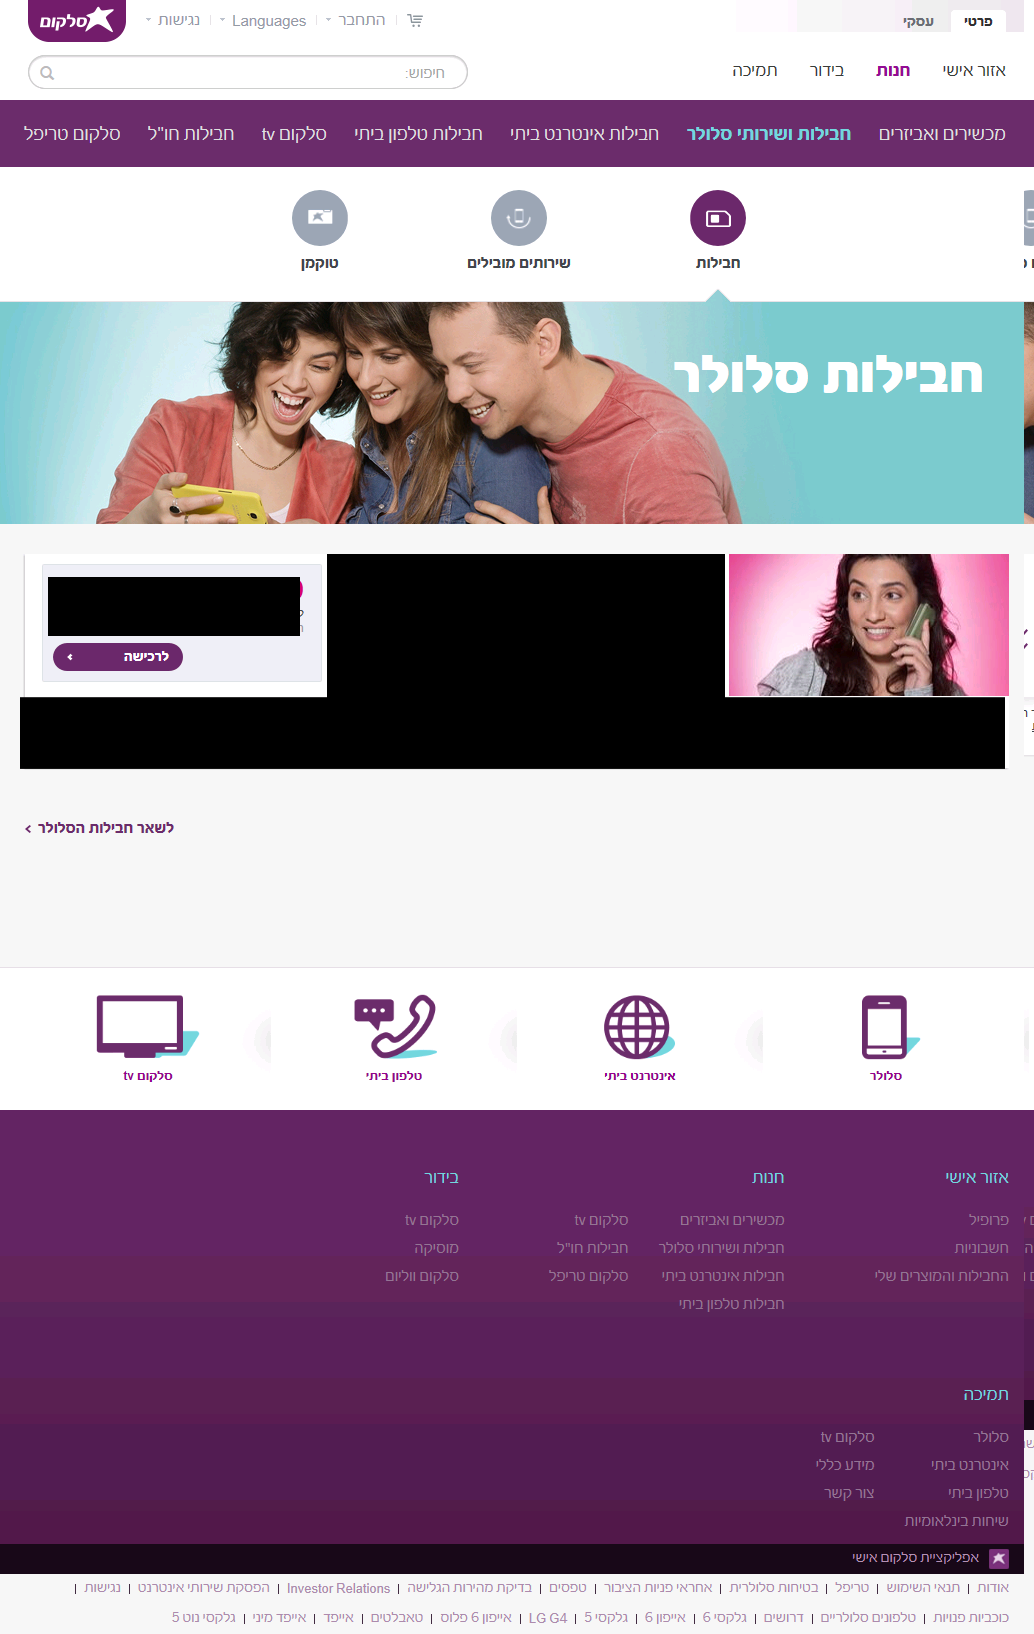 פרטי
עסקי
התחבר
Languages
נגישות
סלקום
אזור אישי
חנות
בידור
תמיכה
חיפוש:
מכשירים ואביזרים
חבילות ושירותי סלולר
חבילות אינטרנט ביתי
חבילות טלפון ביתי
סלקום tv
חבילות חו"ל
סלקום טריפל
חבילות
שירותים מובילים
טוקמן
חבילות סלולר
לרכישה
לשאר חבילות הסלולר
סלולר
אינטרנט ביתי
טלפון ביתי
סלקום tv
אזור אישי
פרופיל
חשבוניות
החבילות והמוצרים שלי
חנות
מכשירים ואביזרים
חבילות ושירותי סלולר
חבילות אינטרנט ביתי
חבילות טלפון ביתי
סלקום tv
חבילות חו"ל
סלקום טריפל
בידור
סלקום tv
מוסיקה
סלקום ווליום
תמיכה
סלולר
אינטרנט ביתי
טלפון ביתי
שיחות בינלאומיות
סלקום tv
מידע כללי
צור קשר
אפליקציית סלקום אישי
אודות | תנאי השימוש | טריפל | בטיחות סלולרית | אחראי פניות הציבור | טפסים | בדיקת מהירות הגלישה | Investor Relations | הפסקת שירותי אינטרנט | נגישות |
כוכביות פנויות | טלפונים סלולריים | דרושים | גלקסי 6 | אייפון 6 | גלקסי 5 | LG G4 | אייפון 6 פלוס | טאבלטים | אייפד | אייפד מיני | גלקסי נוט 5